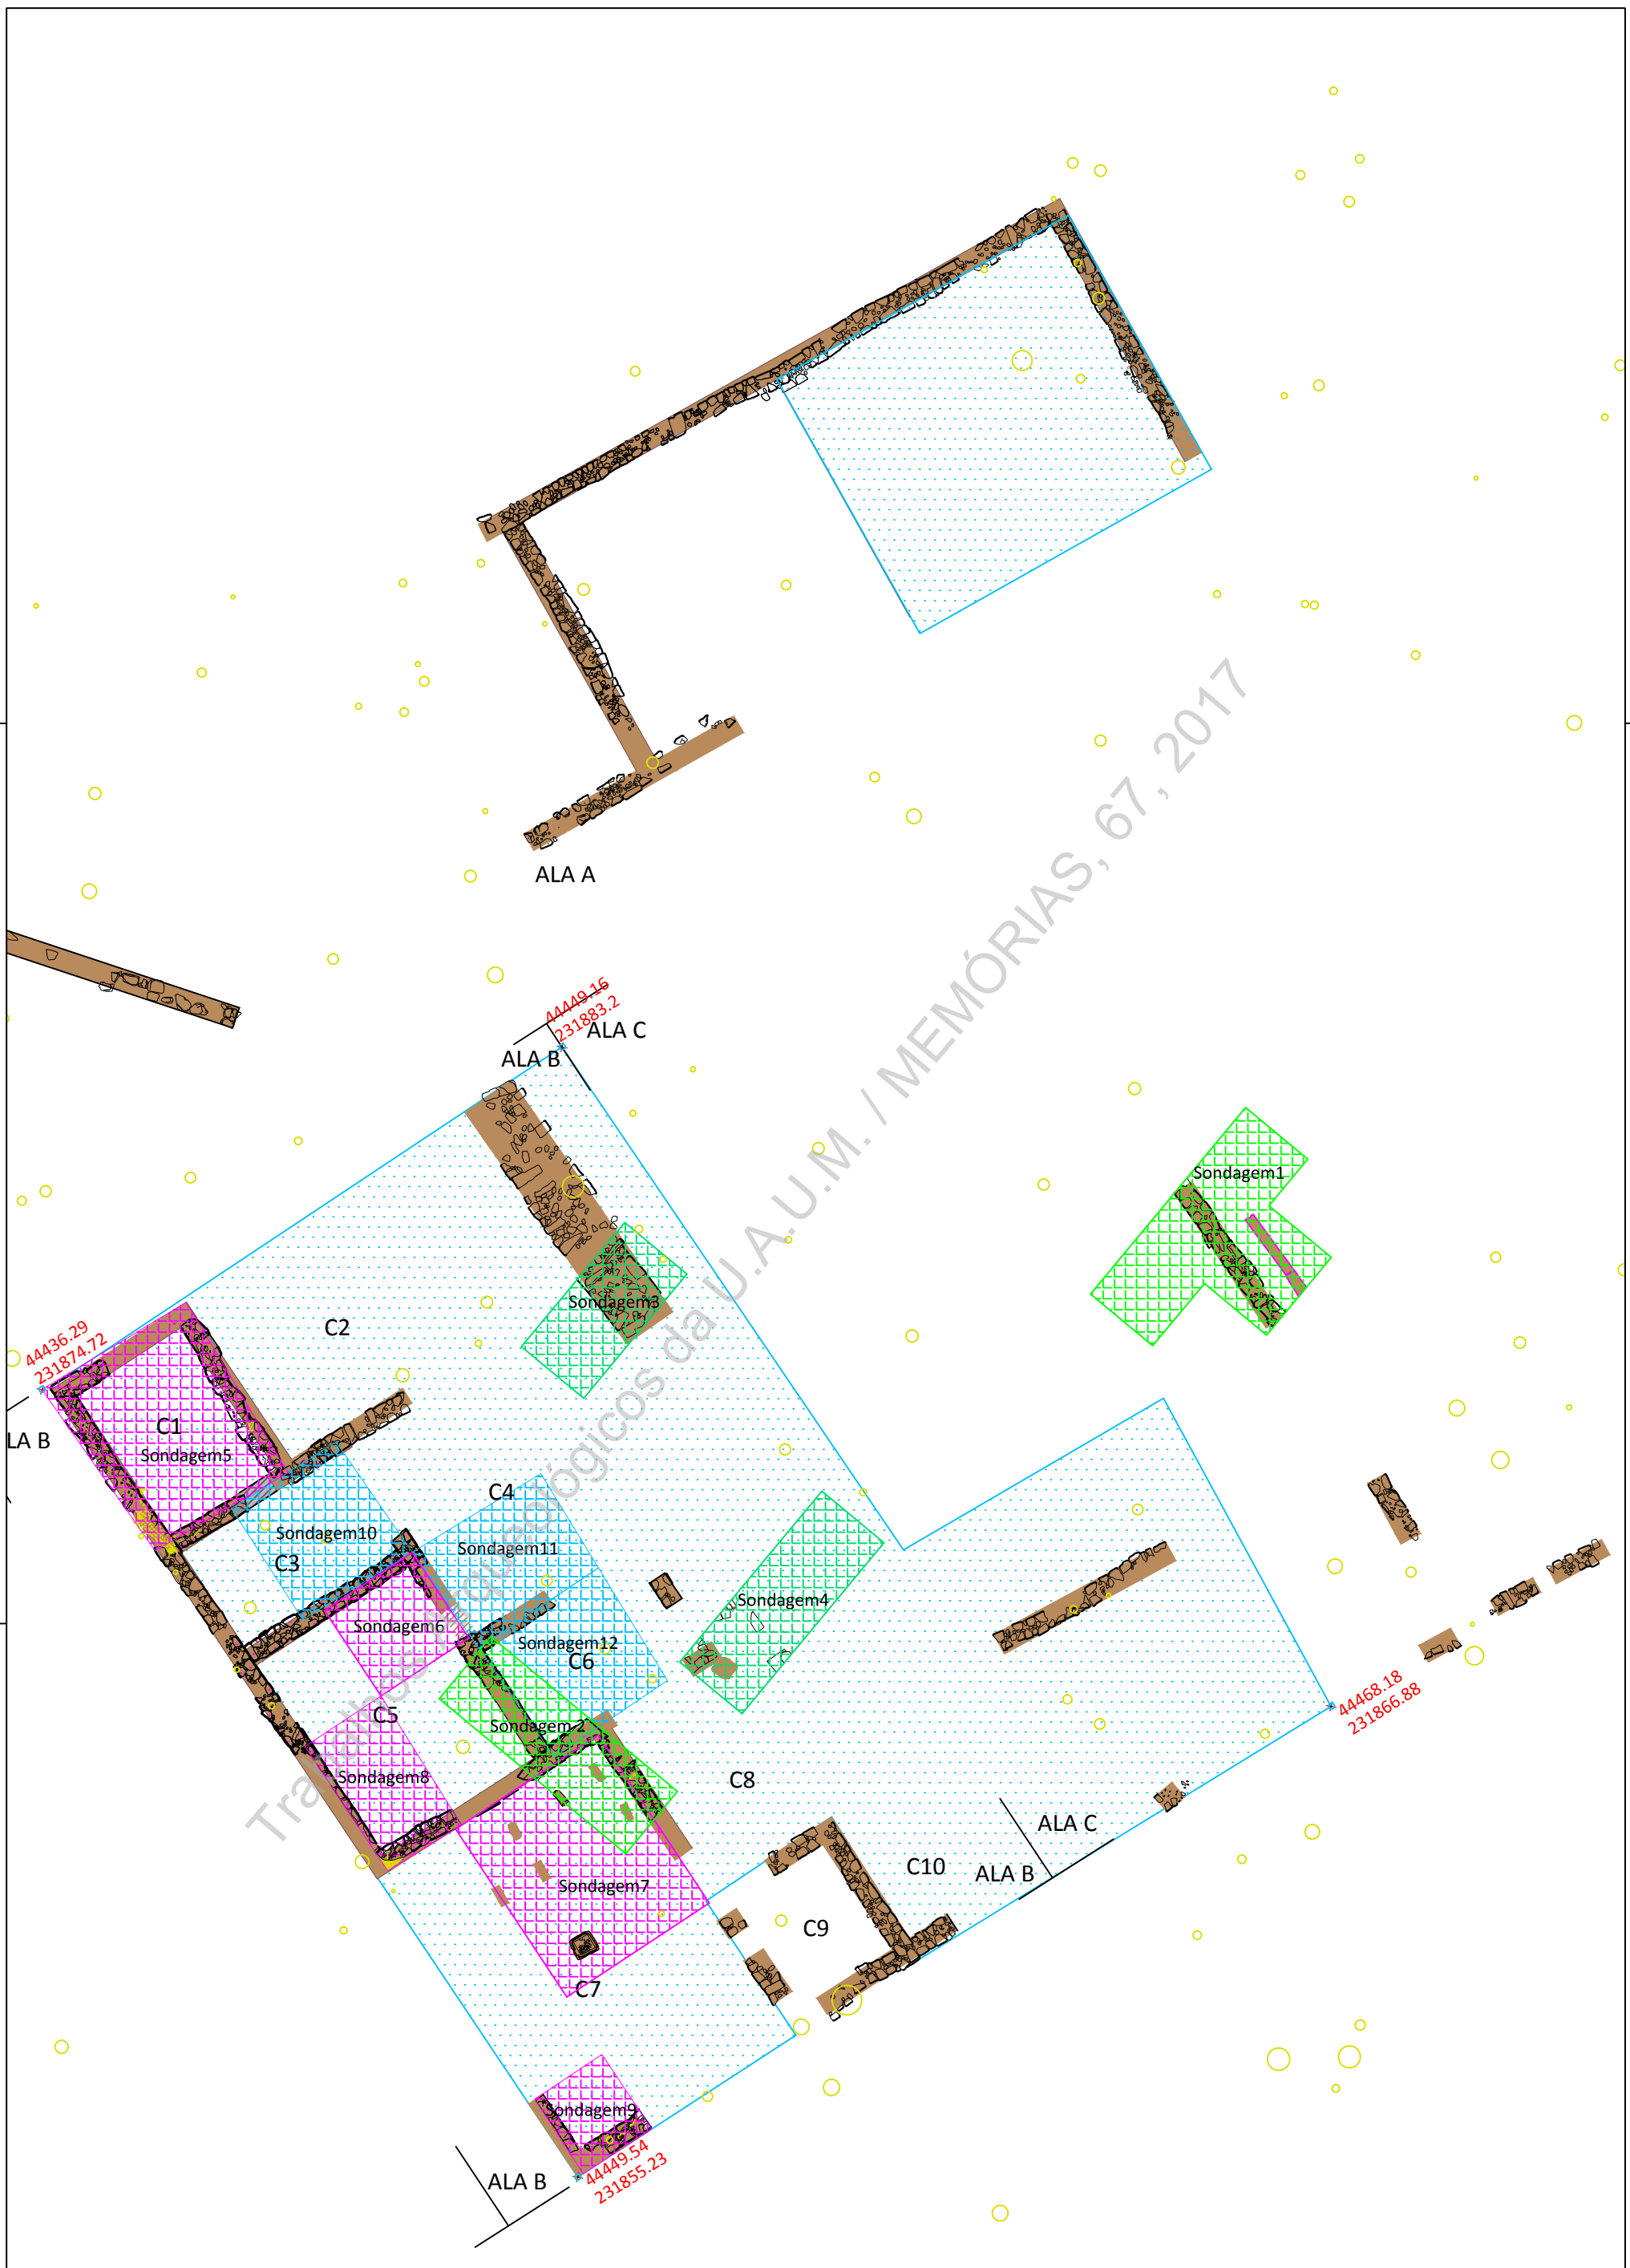 ALA A
44449.16
231883.2
ALA C
ALA B
Sondagem1
Sondagem3
C2
44436.29
231874.72
C1
LA B
Sondagem5
C4
Sondagem10
Sondagem11
C3
Sondagem4
Sondagem6
Sondagem12
C6
44468.18
231866.88
C5
Sondagem 2
Sondagem8
C8
ALA C
C10
ALA B
Sondagem7
C9
C7
Sondagem9
44449.54
231855.23
ALA B
Trabalhos Arqueológicos da U.A.U.M. / MEMÓRIAS, 67, 2017